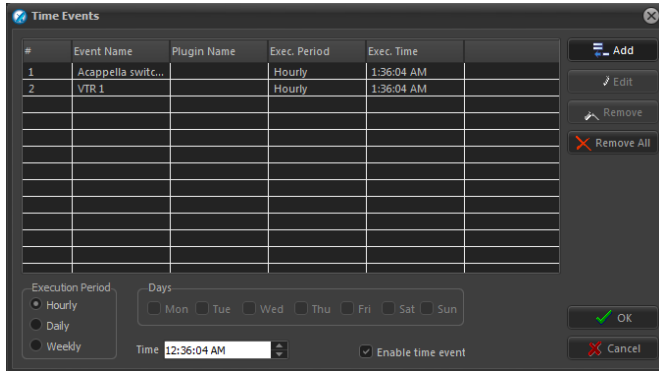 Time Events
# Event Name Plugin Name Exec. Period Exec. Time
1 Acappella switc... Hourly 1:36:04 AM
2 VTR 1 Hourly 1:36:04 AM
Add
Edit
Remove
Remove All
Execution Period
Hourly
Daily
Weekly
Days
Mon Tue Wed Thu Fri Sat Sun
Time 12:36:04 AM
Enable time event
OK
Cancel